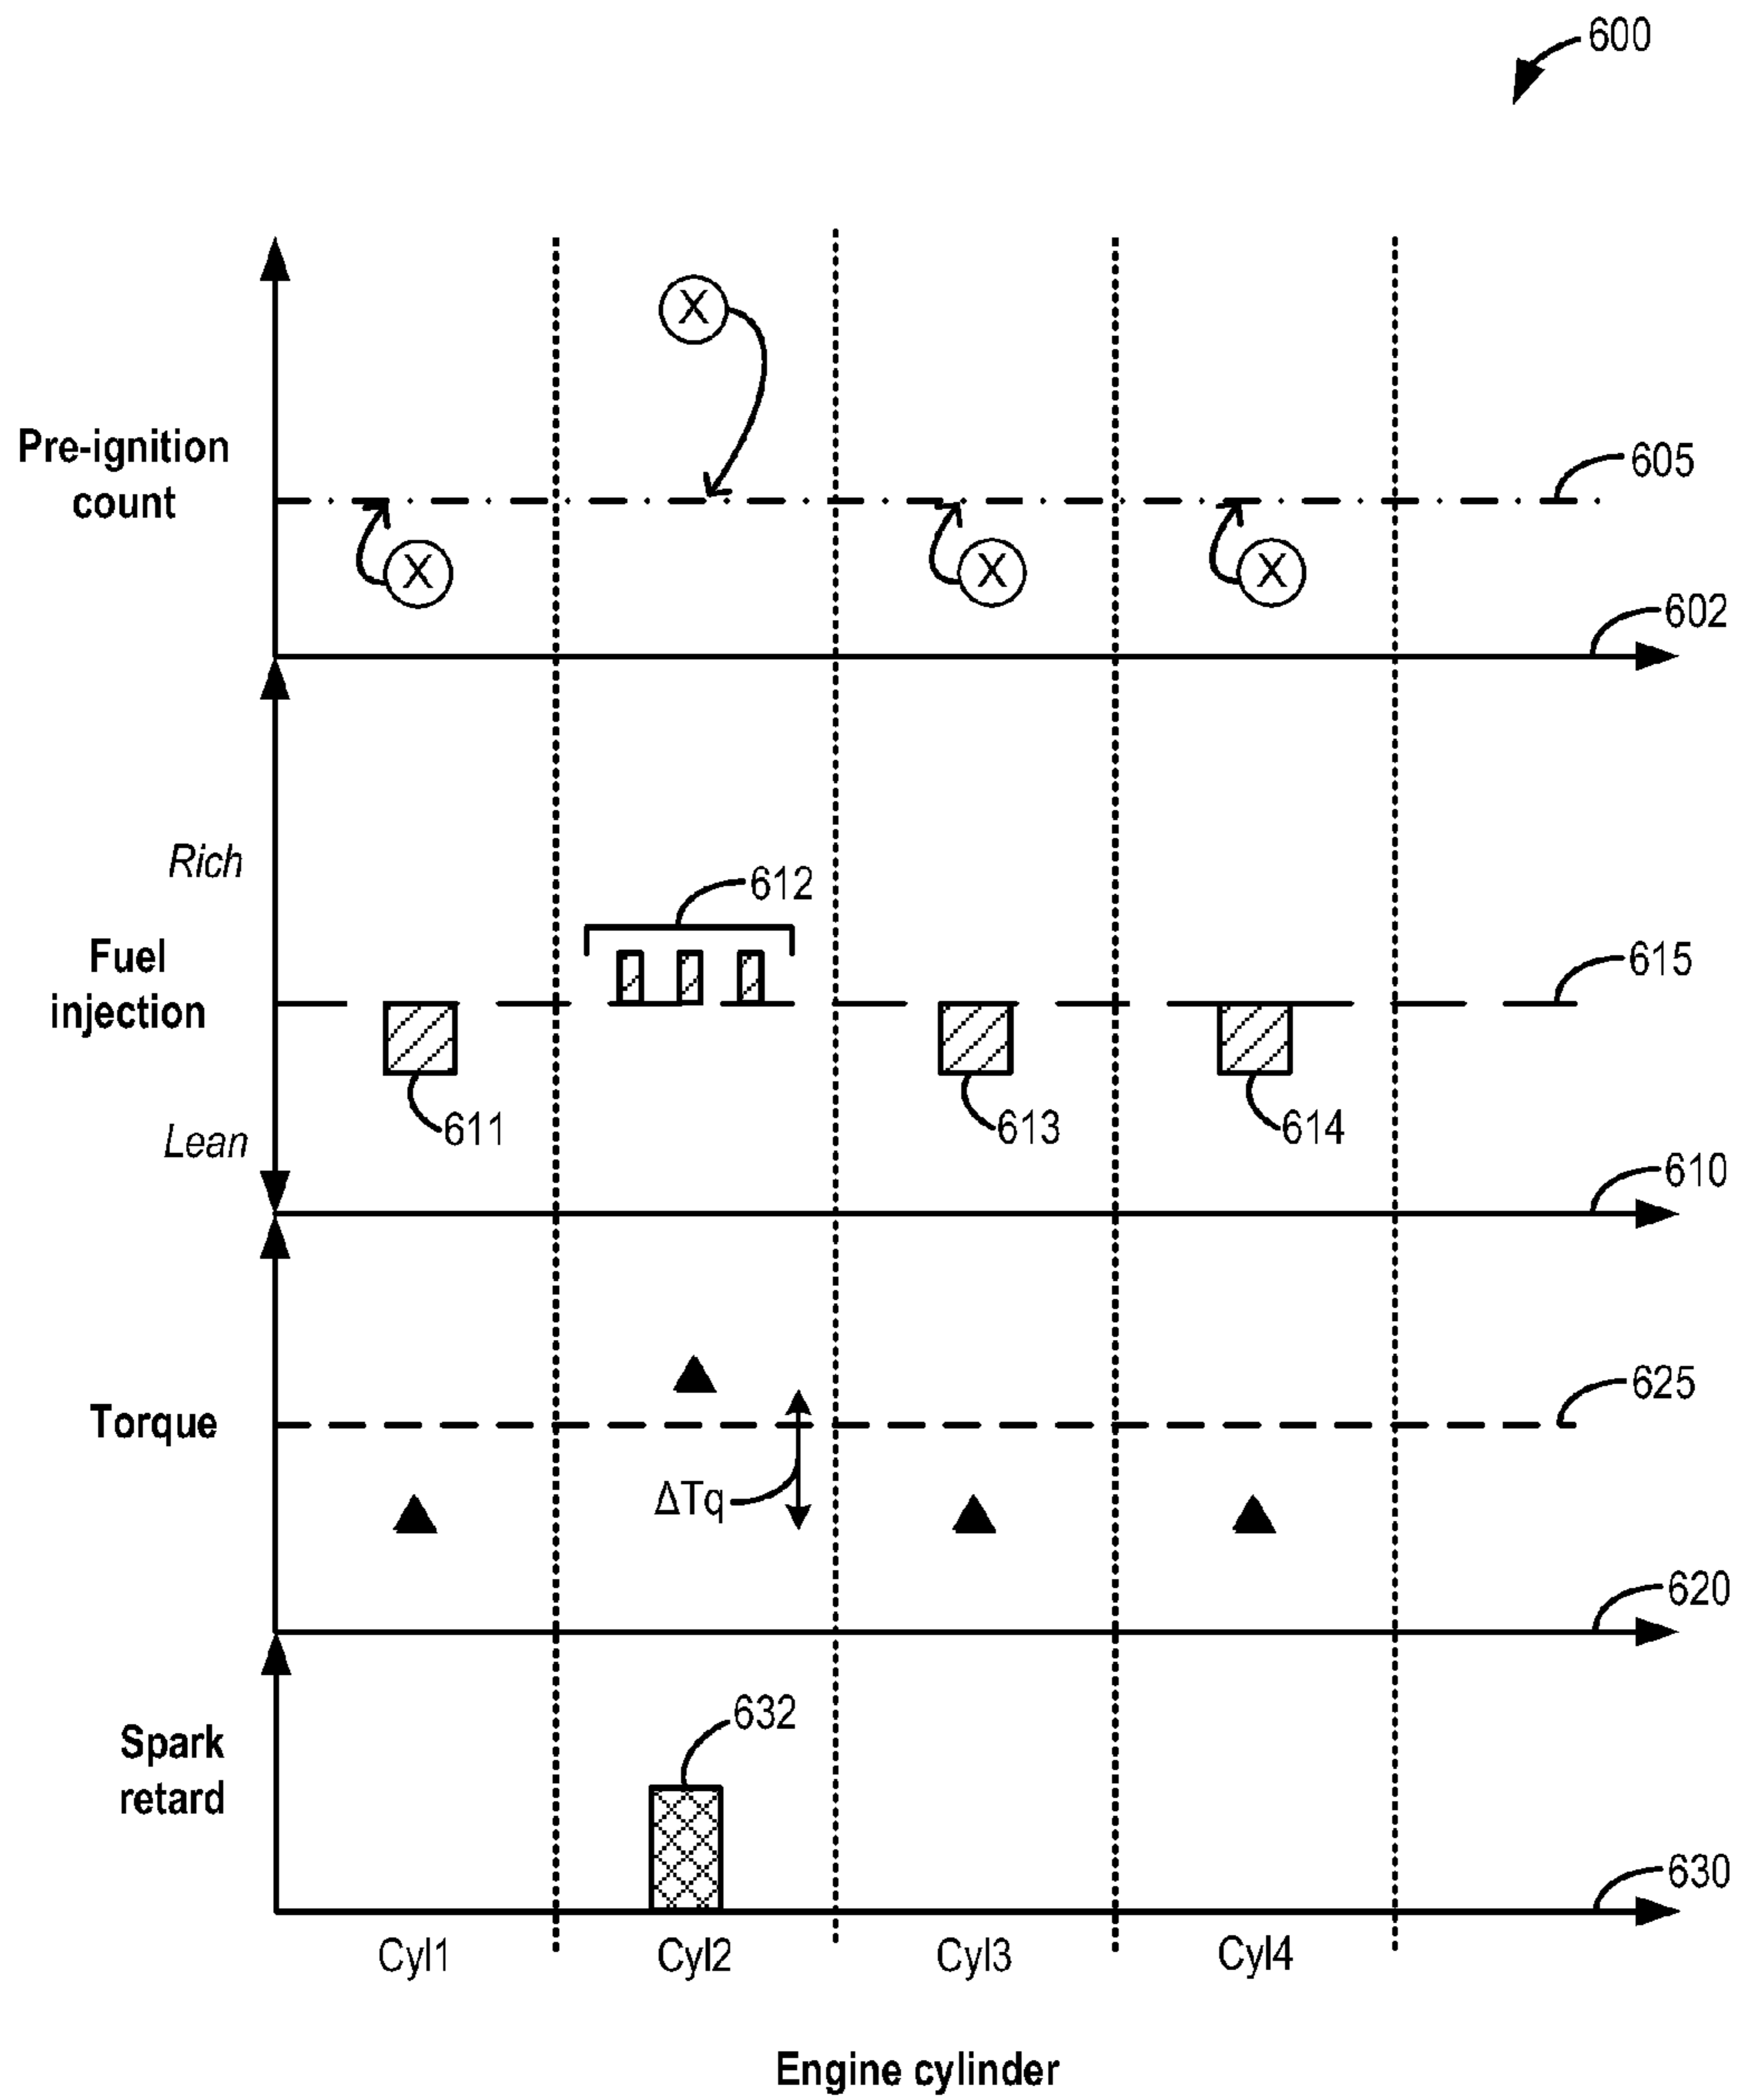 600
X
Pre-ignition
count
605
X
X
X
602
Rich
612
Fuel
injection
615
611
613
614
Lean
610
625
Torque
ΔTq
620
632
Spark
retard
630
Cyl1
Cyl2
Cyl3
Cyl4
Engine cylinder